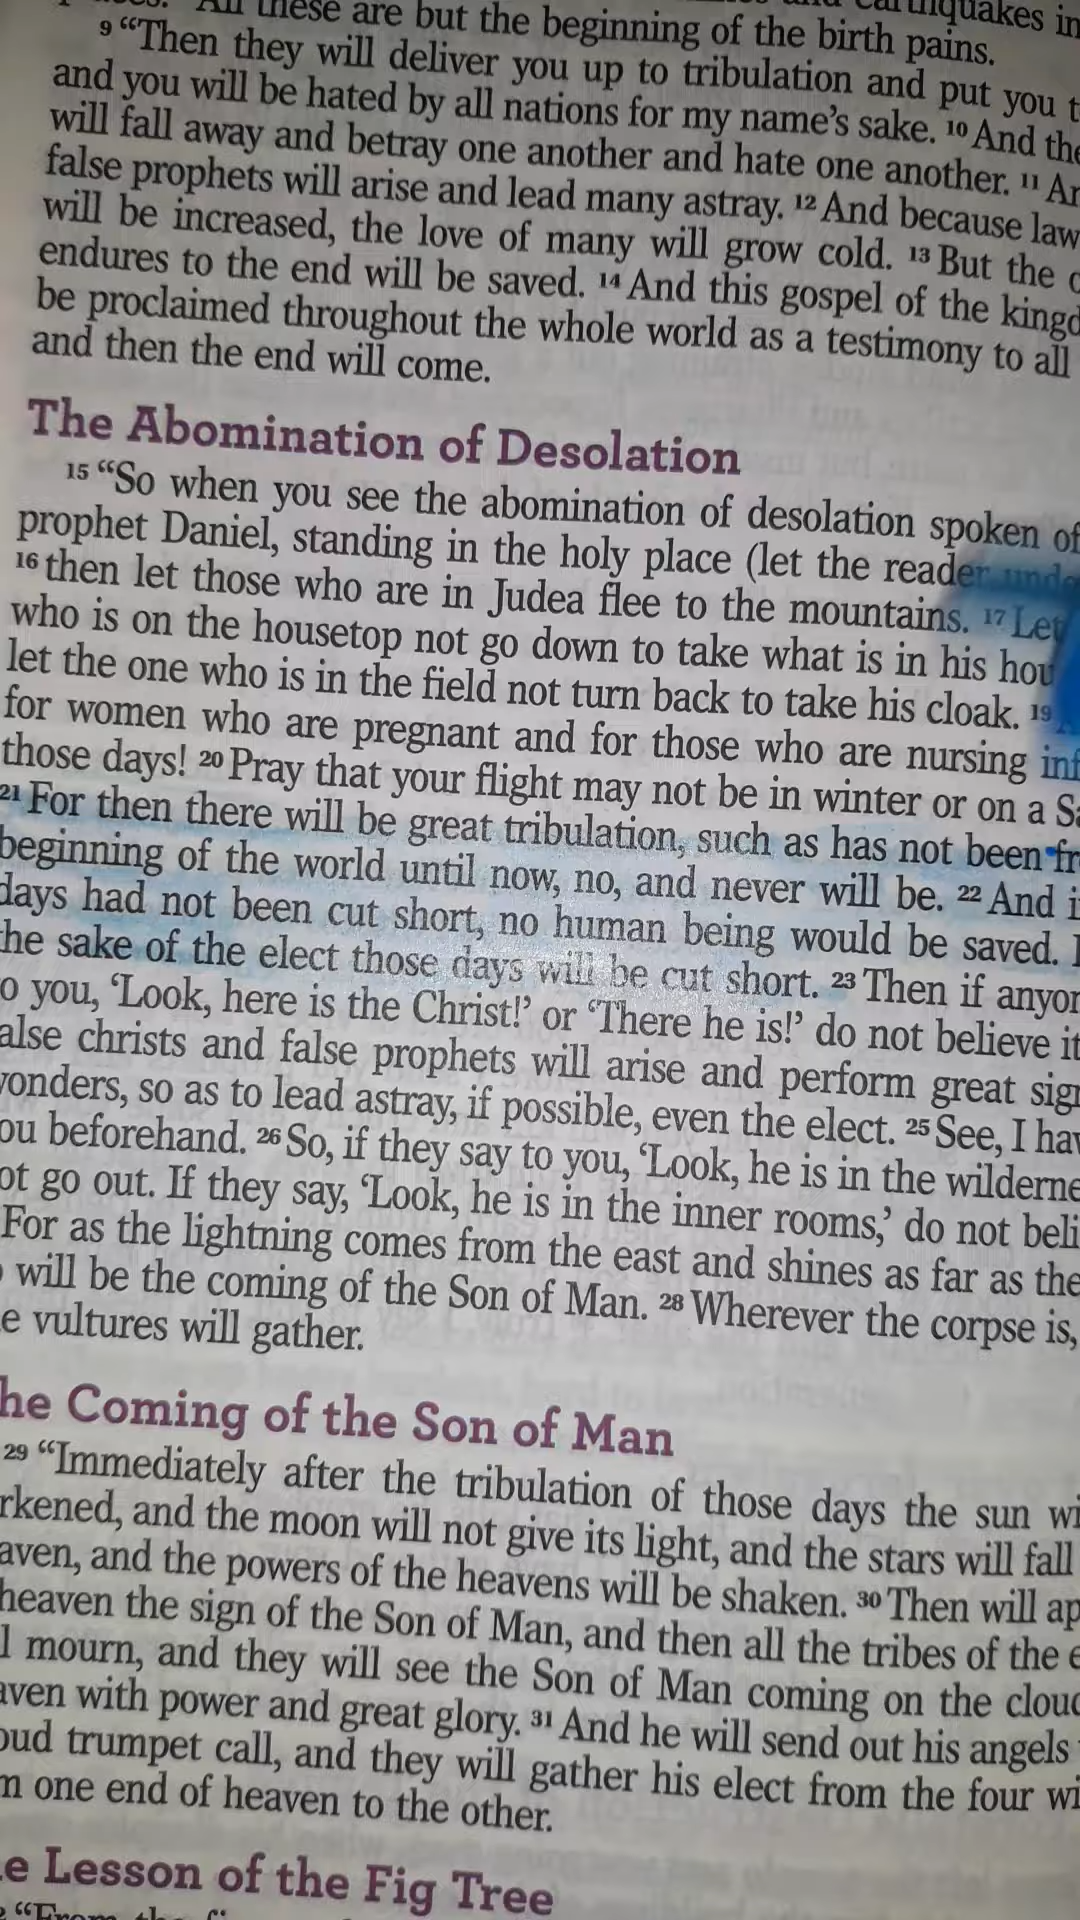 All these are but the beginning of the birth pains.
earthquakes in
9 “Then they will deliver you up to tribulation and put you t
and you will be hated by all nations for my name’s sake. 10 And the
will fall away and betray one another and hate one another. 11 An
false prophets will arise and lead many astray. 12 And because law
will be increased, the love of many will grow cold. 13 But the o
endures to the end will be saved. 14 And this gospel of the kingd
be proclaimed throughout the whole world as a testimony to all
and then the end will come.
The Abomination of Desolation
15 “So when you see the abomination of desolation spoken of
prophet Daniel, standing in the holy place (let the reader unde
16 then let those who are in Judea flee to the mountains. 17 Let
who is on the housetop not go down to take what is in his hou
let the one who is in the field not turn back to take his cloak. 19
for women who are pregnant and for those who are nursing inf
those days! 20 Pray that your flight may not be in winter or on a Sa
21 For then there will be great tribulation, such as has not been fr
beginning of the world until now, no, and never will be. 22 And i
days had not been cut short, no human being would be saved.
he sake of the elect those days will be cut short. 23 Then if anyon
o you, ‘Look, here is the Christ!’ or ‘There he is!’ do not believe it
alse christs and false prophets will arise and perform great sign
wonders, so as to lead astray, if possible, even the elect. 25 See, I hav
ou beforehand. 26 So, if they say to you, ‘Look, he is in the wilderne
ot go out. If they say, ‘Look, he is in the inner rooms,’ do not beli
For as the lightning comes from the east and shines as far as the
will be the coming of the Son of Man. 28 Wherever the corpse is,
e vultures will gather.
he Coming of the Son of Man
29 “Immediately after the tribulation of those days the sun wi
rkened, and the moon will not give its light, and the stars will fall
aven, and the powers of the heavens will be shaken. 30 Then will ap
heaven the sign of the Son of Man, and then all the tribes of the e
l mourn, and they will see the Son of Man coming on the cloud
aven with power and great glory. 31 And he will send out his angels
oud trumpet call, and they will gather his elect from the four wi
m one end of heaven to the other.
e Lesson of the Fig Tree
“From the fi